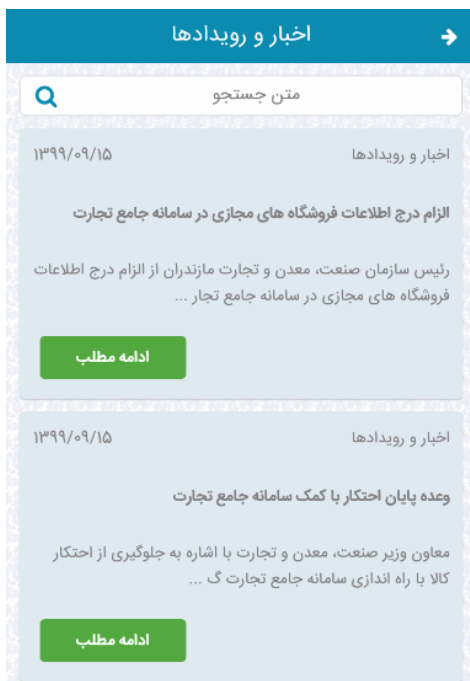 اخبار و رویدادها
متن جستجو
اخبار و رویدادها ۱۳۹۹/۰۹/۱۵
الزام درج اطلاعات فروشگاه های مجازی در سامانه جامع تجارت
رئیس سازمان صنعت، معدن و تجارت مازندران از الزام درج اطلاعات
فروشگاه های مجازی در سامانه جامع تجار ...
ادامه مطلب
اخبار و رویدادها ۱۳۹۹/۰۹/۱۵
وعده پایان احتکار با کمک سامانه جامع تجارت
معاون وزیر صنعت، معدن و تجارت با اشاره به جلوگیری از احتکار
کالا با راه اندازی سامانه جامع تجارت گ ...
ادامه مطلب